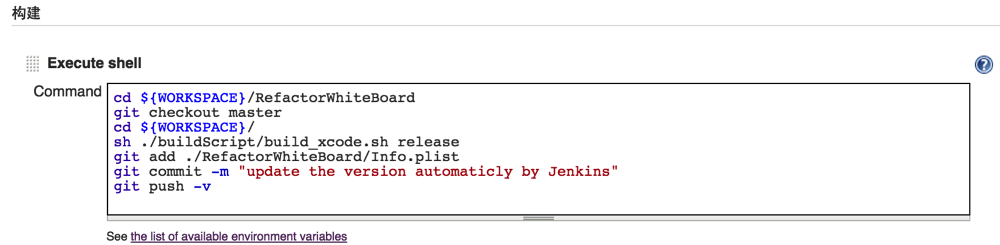 构建
Execute shell
Command
cd ${WORKSPACE}/RefactorWhiteBoard
git checkout master
cd ${WORKSPACE}/
sh ./buildScript/build_xcode.sh release
git add ./RefactorWhiteBoard/Info.plist
git commit -m "update the version automaticly by Jenkins"
git push -v
See the list of available environment variables